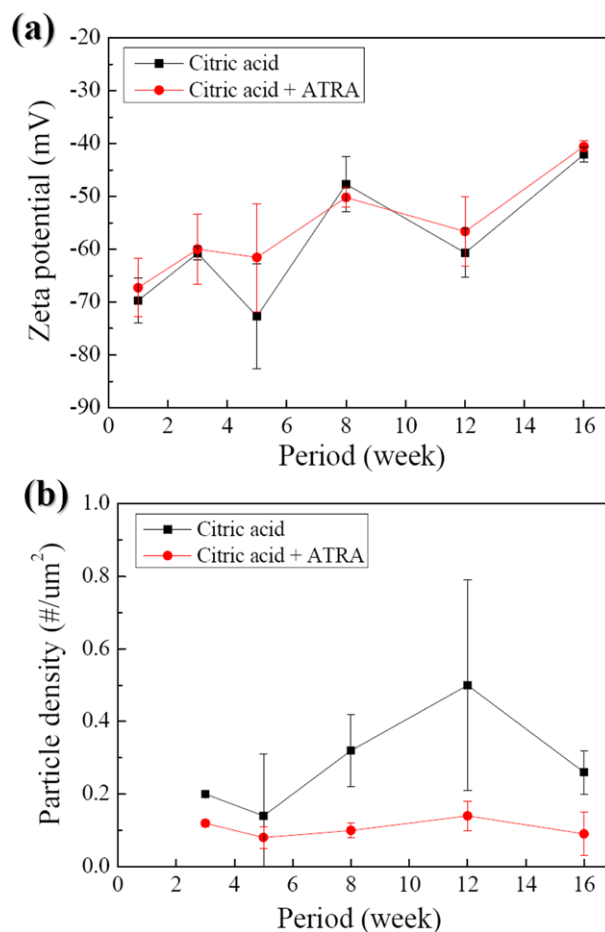 (a)
-20
-30
-40
-50
-60
-70
-80
-90
Zeta potential (mV)
Citric acid
Citric acid + ATRA
0 2 4 6 8 10 12 14 16
Period (week)
(b)
1.0
0.8
0.6
0.4
0.2
0.0
Particle density (#/um²)
Citric acid
Citric acid + ATRA
0 2 4 6 8 10 12 14 16
Period (week)